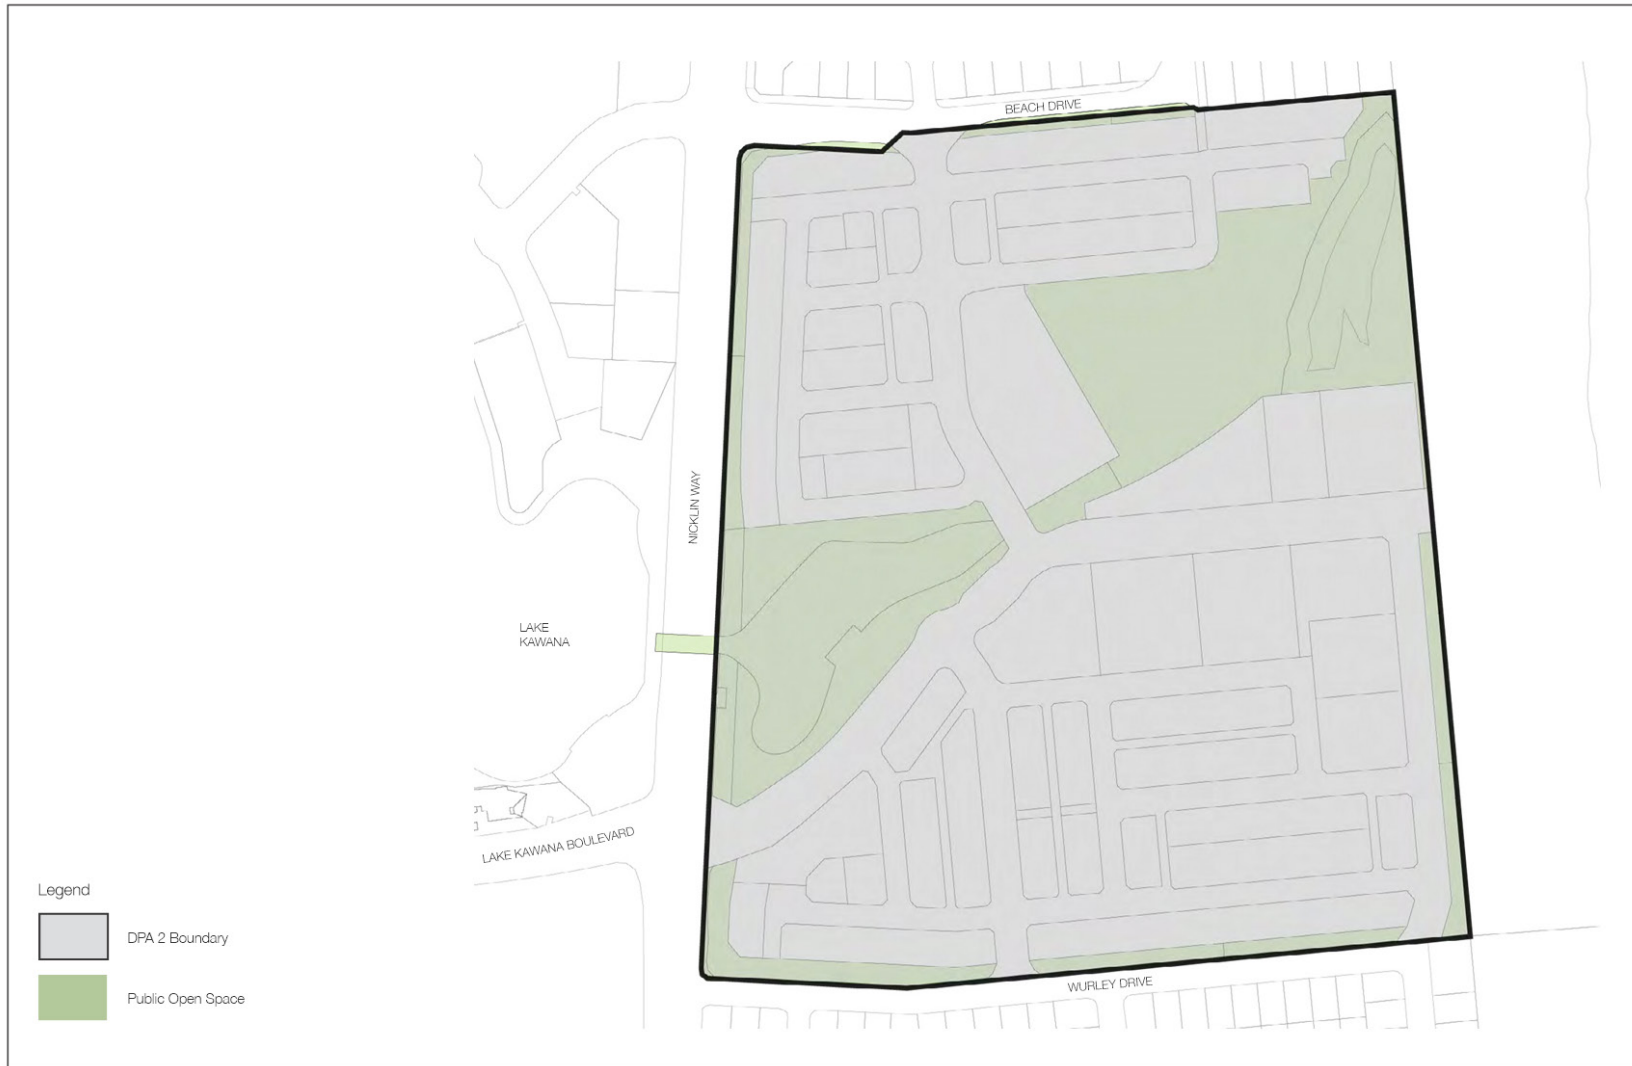 BEACH DRIVE
NICKLIN WAY
LAKE
KAWANA
LAKE KAWANA BOULEVARD
WURLEY DRIVE
Legend
DPA 2 Boundary
Public Open Space